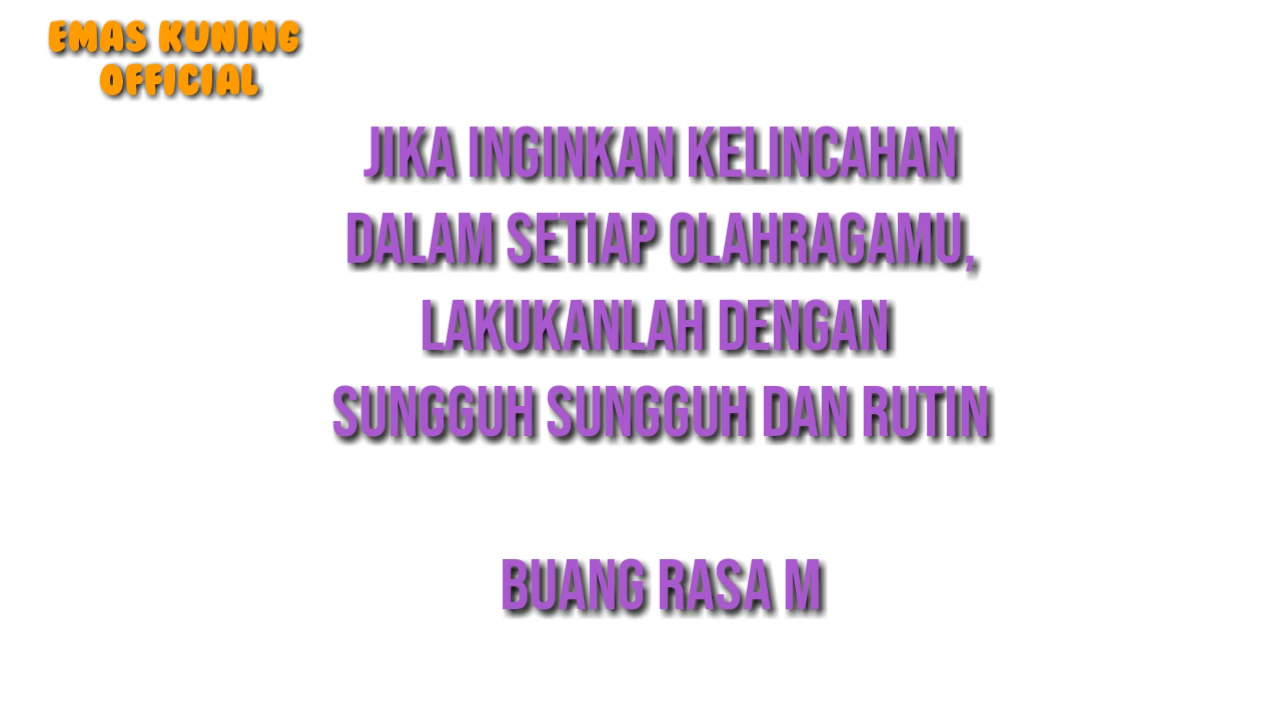 EMAS KUNING
OFFICIAL
JIKA INGINKAN KELINCAHAN
DALAM SETIAP OLAHRAGAMU,
LAKUKANLAH DENGAN
SUNGGUH SUNGGUH DAN RUTIN
BUANG RASA M